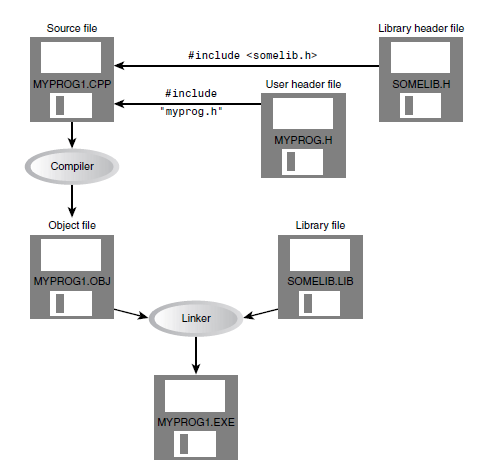 Source file
Library header file
#include <somelib.h>
MYPROG1.CPP
User header file
SOMELIB.H
#include
"myprog.h"
MYPROG.H
Compiler
Object file
Library file
MYPROG1.OBJ
SOMELIB.LIB
Linker
MYPROG1.EXE